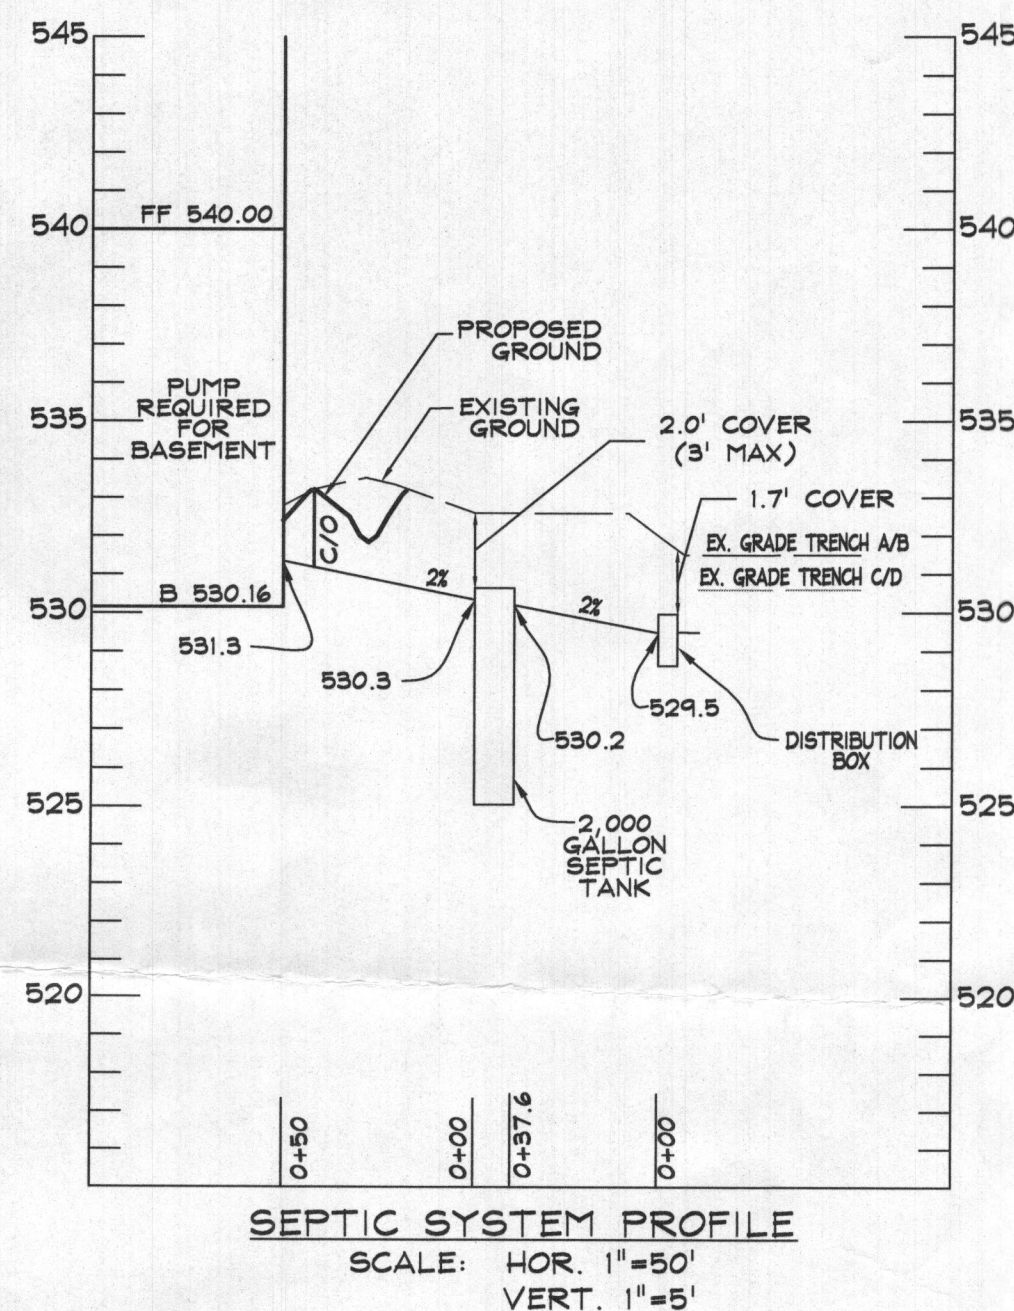 545
545
FF 540.00
540
540
PROPOSED
GROUND
PUMP
REQUIRED
FOR
BASEMENT
535
535
EXISTING
GROUND
2.0' COVER
(3' MAX)
1.7' COVER
C/O
EX. GRADE TRENCH A/B
EX. GRADE TRENCH C/D
2%
2%
B 530.16
530
530
531.3
530.3
529.5
530.2
DISTRIBUTION
BOX
525
525
2,000
GALLON
SEPTIC
TANK
520
520
0+50
0+00
0+37.6
0+00
SEPTIC SYSTEM PROFILE
SCALE: HOR. 1"=50'
VERT. 1"=5'